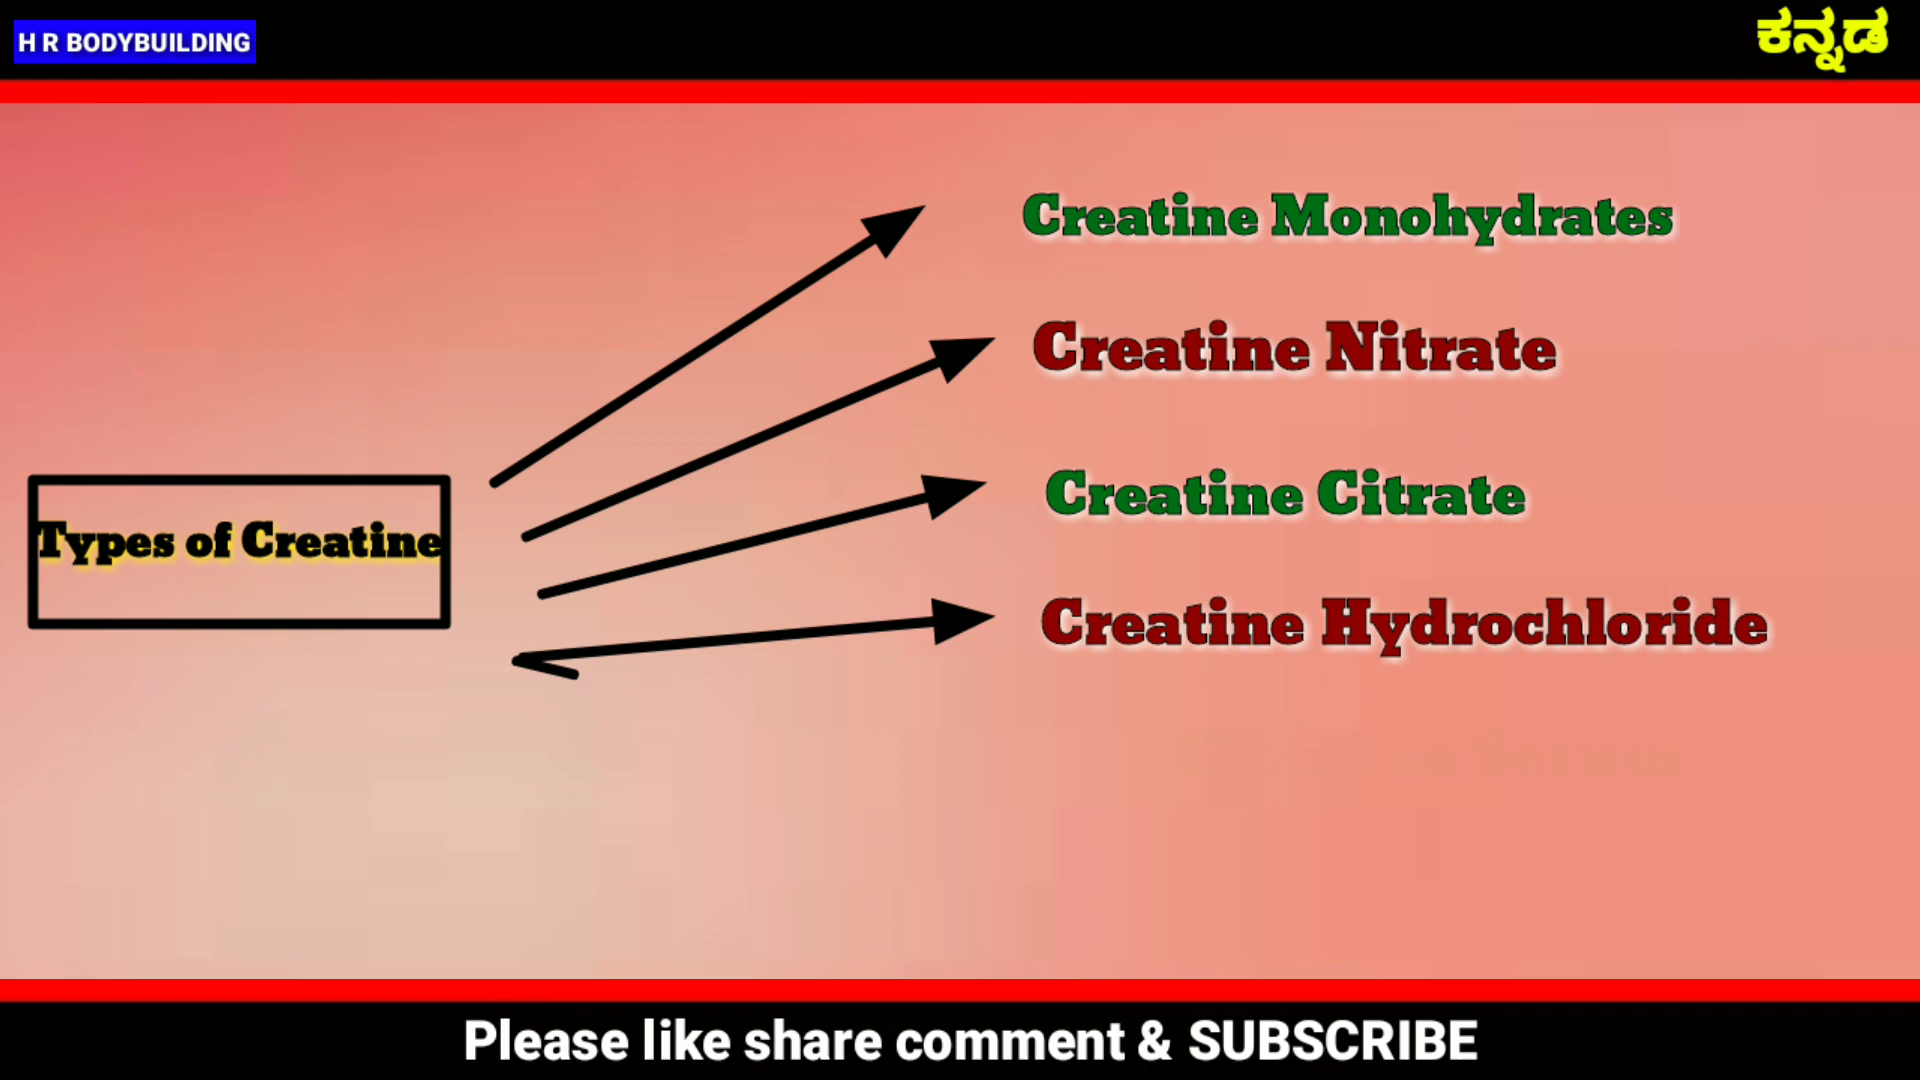 H R BODYBUILDING
ಕನ್ನಡ
Creatine Monohydrates
Creatine Nitrate
Creatine Citrate
Types of Creatine
Creatine Hydrochloride
Please like share comment & SUBSCRIBE